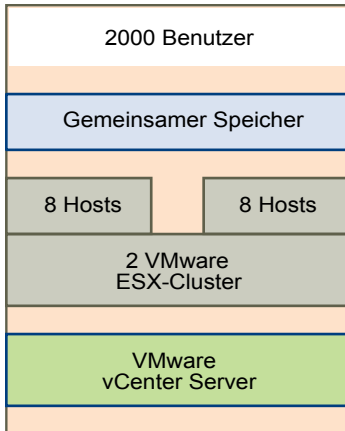 2000 Benutzer
Gemeinsamer Speicher
8 Hosts
8 Hosts
2 VMware
ESX-Cluster
VMware
vCenter Server